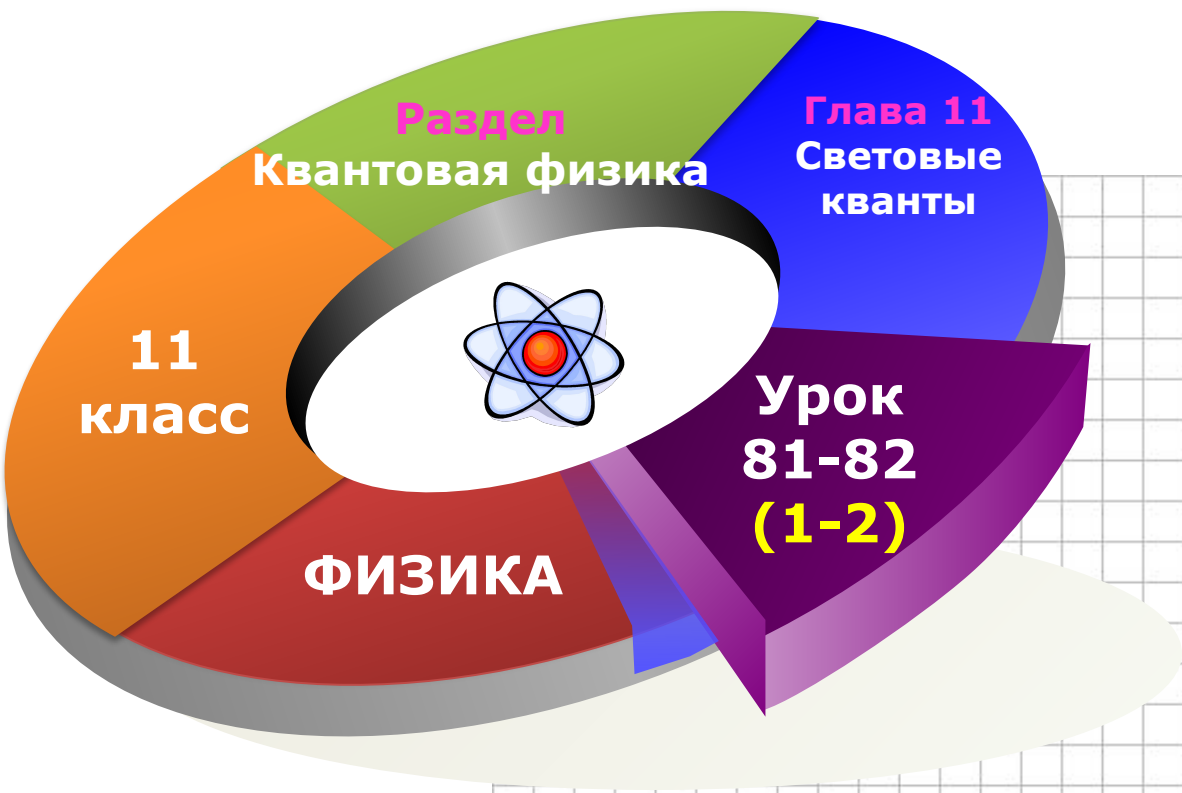 Раздел
Квантовая физика
Глава 11
Световые
кванты
11
класс
Урок
81-82
(1-2)
ФИЗИКА